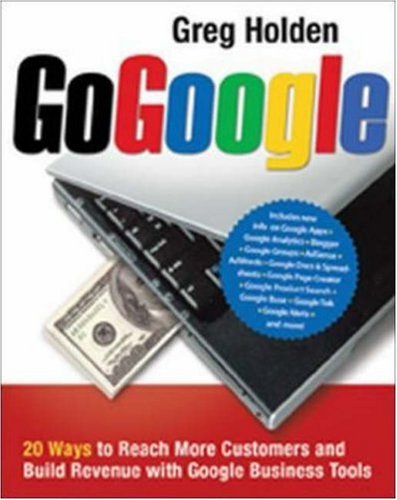 Greg Holden
GoGoogle
Includes new
info on Google Apps •
Google Analytics • Blogger
• Google Groups • AdSense •
AdWords • Google Docs & Spread-
sheets • Google Page Creator
• Google Product Search •
Google Base • Google Talk
• Google Alerts •
and more!
20 Ways to Reach More Customers and
Build Revenue with Google Business Tools